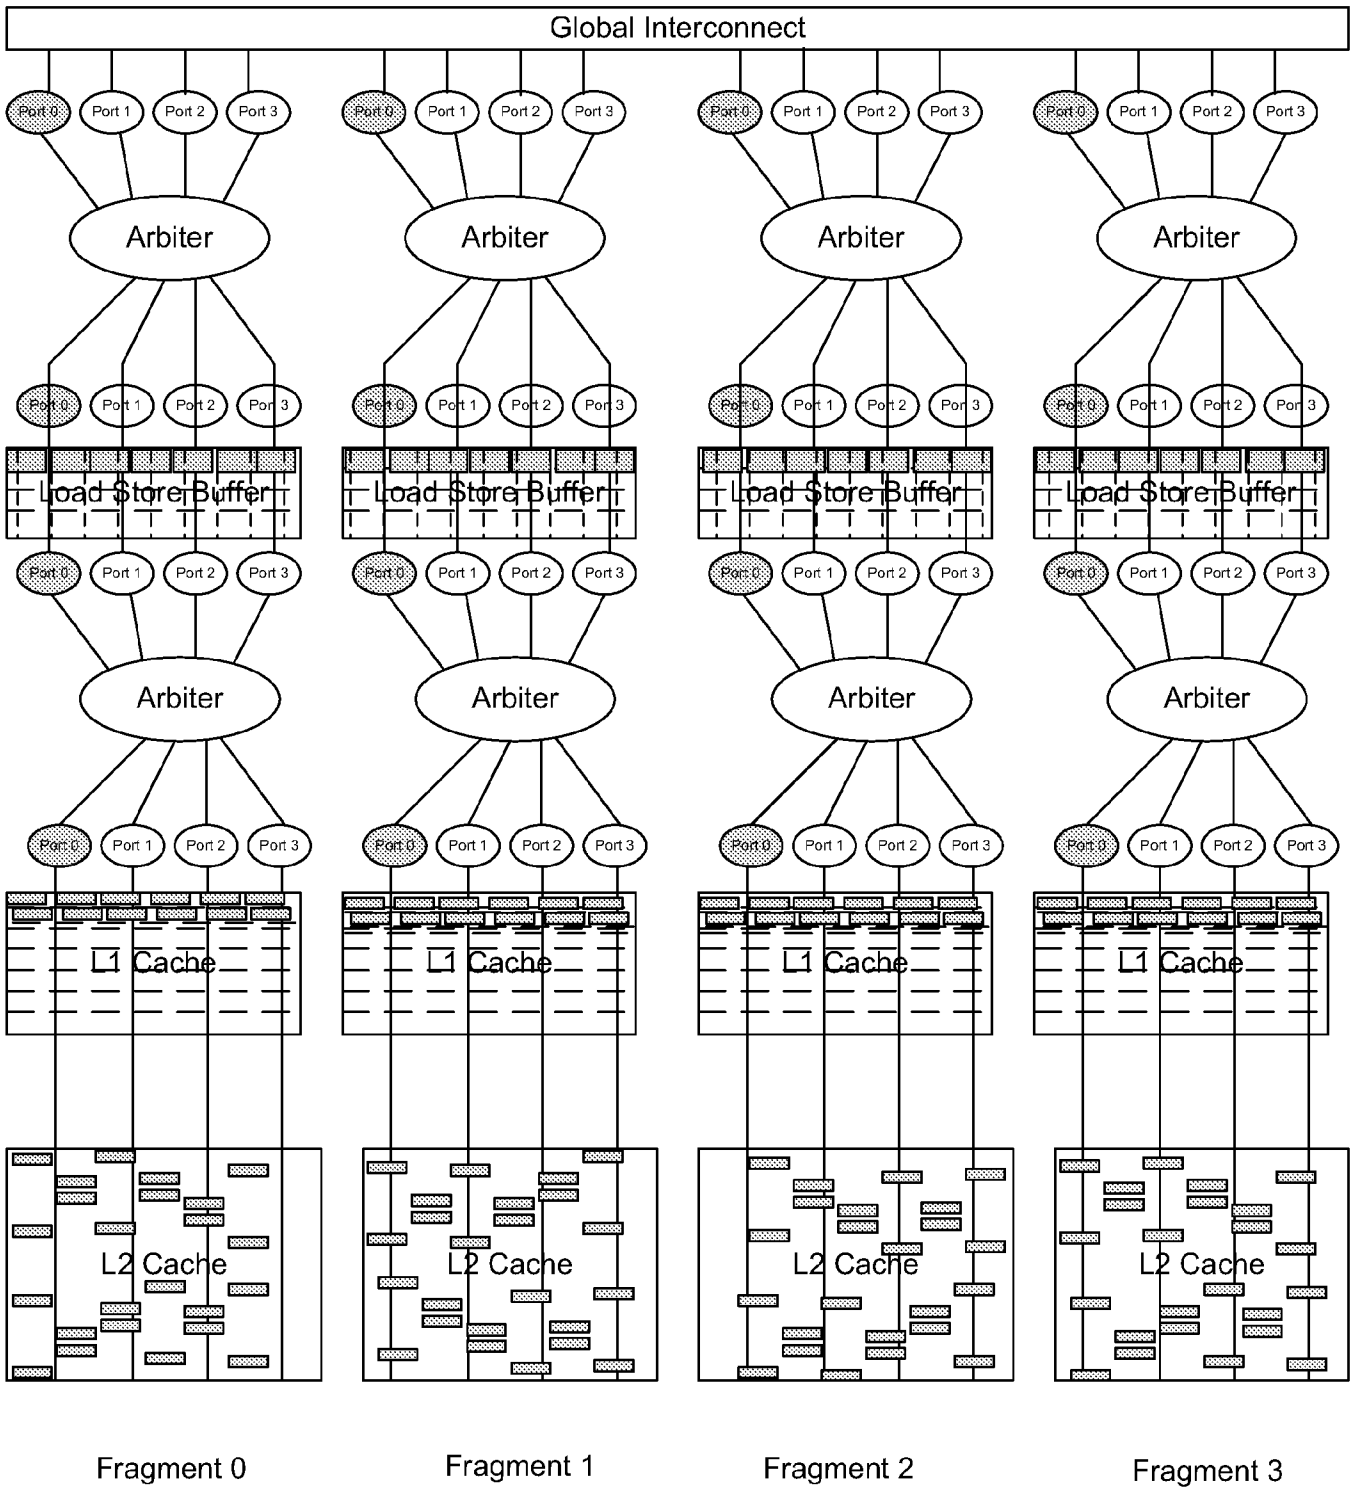 Global Interconnect
Port 0 Port 1 Port 2 Port 3 Port 0 Port 1 Port 2 Port 3 Port 0 Port 1 Port 2 Port 3 Port 0 Port 1 Port 2 Port 3
Arbiter Arbiter Arbiter Arbiter
Port 0 Port 1 Port 2 Port 3 Port 0 Port 1 Port 2 Port 3 Port 0 Port 1 Port 2 Port 3 Port 0 Port 1 Port 2 Port 3
Load Store Buffer Load Store Buffer Load Store Buffer Load Store Buffer
Port 0 Port 1 Port 2 Port 3 Port 0 Port 1 Port 2 Port 3 Port 0 Port 1 Port 2 Port 3 Port 0 Port 1 Port 2 Port 3
Arbiter Arbiter Arbiter Arbiter
Port 0 Port 1 Port 2 Port 3 Port 0 Port 1 Port 2 Port 3 Port 0 Port 1 Port 2 Port 3 Port 0 Port 1 Port 2 Port 3
L1 Cache L1 Cache L1 Cache L1 Cache
L2 Cache L2 Cache L2 Cache L2 Cache
Fragment 0 Fragment 1 Fragment 2 Fragment 3